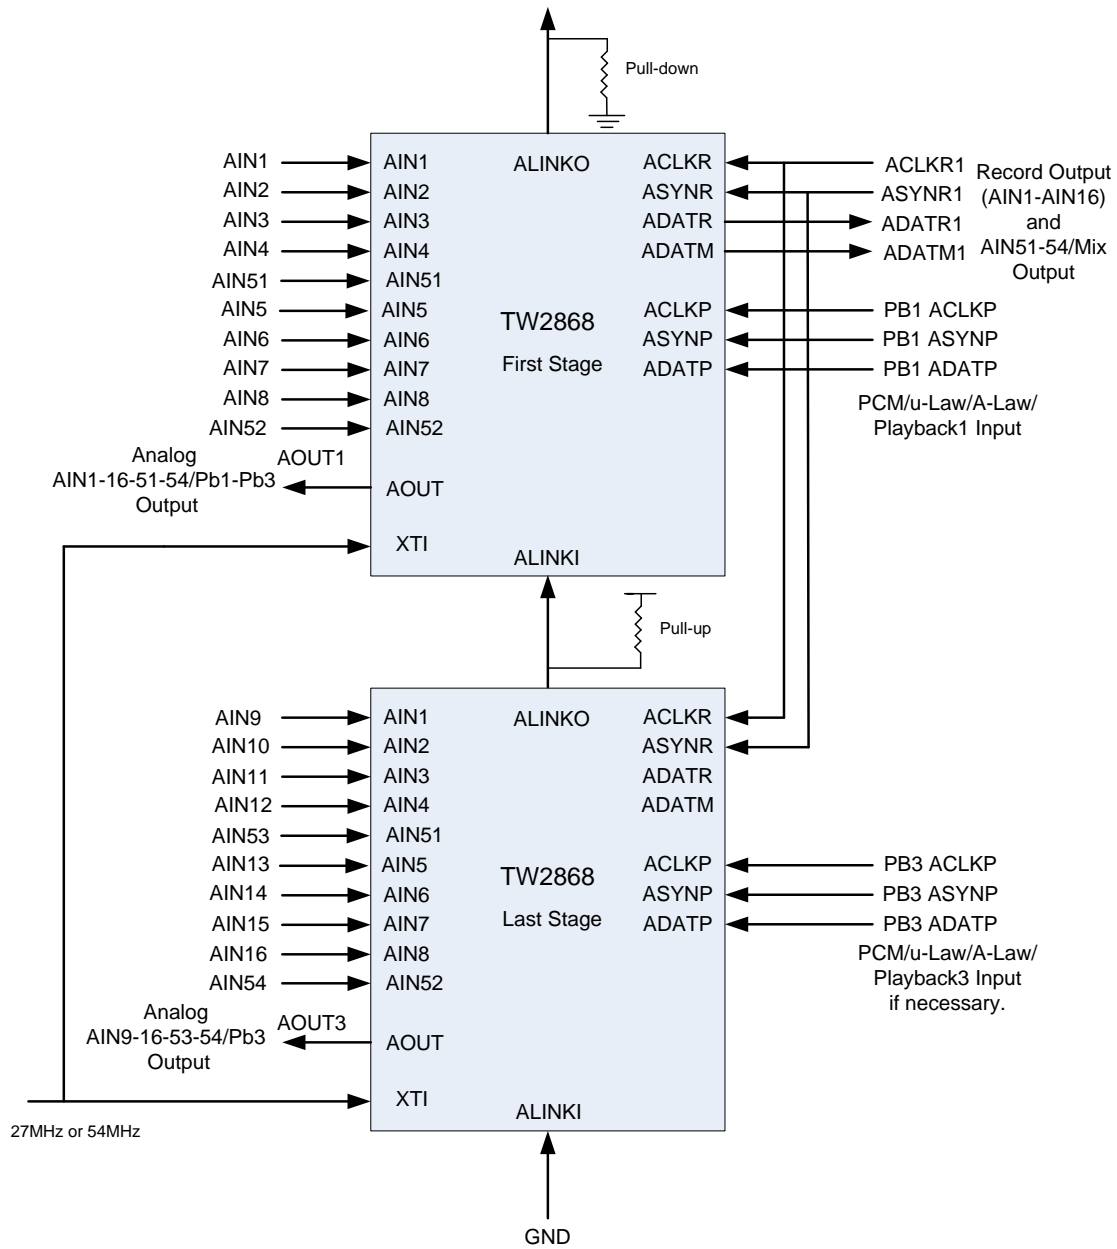 Pull-down
AIN1
AIN2
AIN3
AIN4
AIN51
AIN5
AIN6
AIN7
AIN8
AIN52
Analog
AIN1-16-51-54/Pb1-Pb3
Output
AOUT1
AIN1
AIN2
AIN3
AIN4
AIN51
AIN5
AIN6
AIN7
AIN8
AIN52
AOUT
XTI
ALINKO
TW2868
First Stage
ALINKI
ACLKR
ASYNR
ADATR
ADATM
ACLKP
ASYNP
ADATP
ACLKR1
ASYNR1
ADATR1
ADATM1
Record Output
(AIN1-AIN16)
and
AIN51-54/Mix
Output
PB1 ACLKP
PB1 ASYNP
PB1 ADATP
PCM/u-Law/A-Law/
Playback1 Input
Pull-up
AIN9
AIN10
AIN11
AIN12
AIN53
AIN13
AIN14
AIN15
AIN16
AIN54
Analog
AIN9-16-53-54/Pb3
Output
AOUT3
AIN1
AIN2
AIN3
AIN4
AIN51
AIN5
AIN6
AIN7
AIN8
AIN52
AOUT
XTI
ALINKO
TW2868
Last Stage
ALINKI
ACLKR
ASYNR
ADATR
ADATM
ACLKP
ASYNP
ADATP
PB3 ACLKP
PB3 ASYNP
PB3 ADATP
PCM/u-Law/A-Law/
Playback3 Input
if necessary.
27MHz or 54MHz
GND